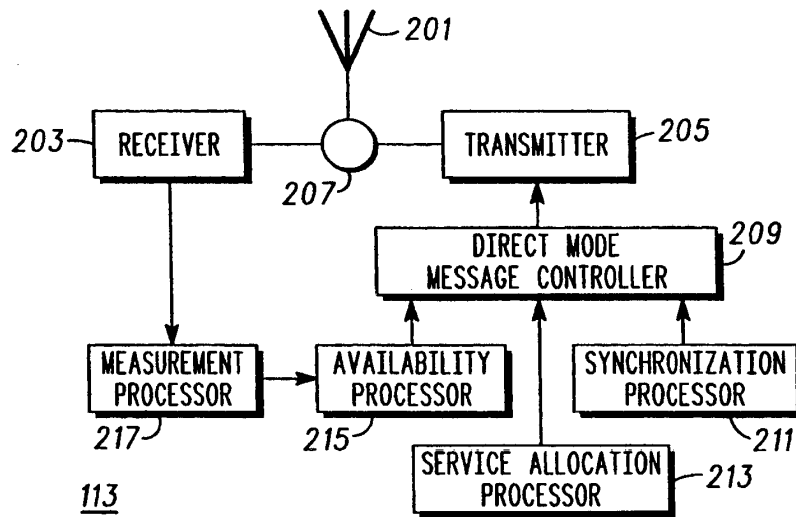 201
203
RECEIVER
TRANSMITTER
205
207
DIRECT MODE
MESSAGE CONTROLLER
209
MEASUREMENT
PROCESSOR
217
AVAILABILITY
PROCESSOR
215
SYNCHRONIZATION
PROCESSOR
211
SERVICE ALLOCATION
PROCESSOR
213
113